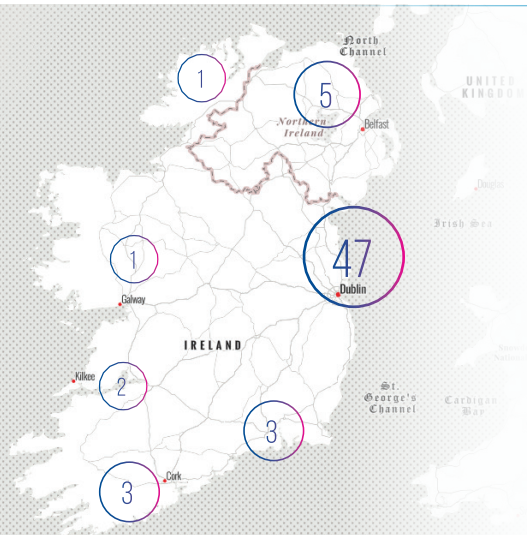 North
Channel
1
UNITED
KINGDOM
5
Northern
Ireland
Belfast
Douglas
Irish Sea
47
1
Dublin
Galway
IRELAND
Kilkee
2
St
George's
Channel
Cardigan
Bay
3
Cork
3